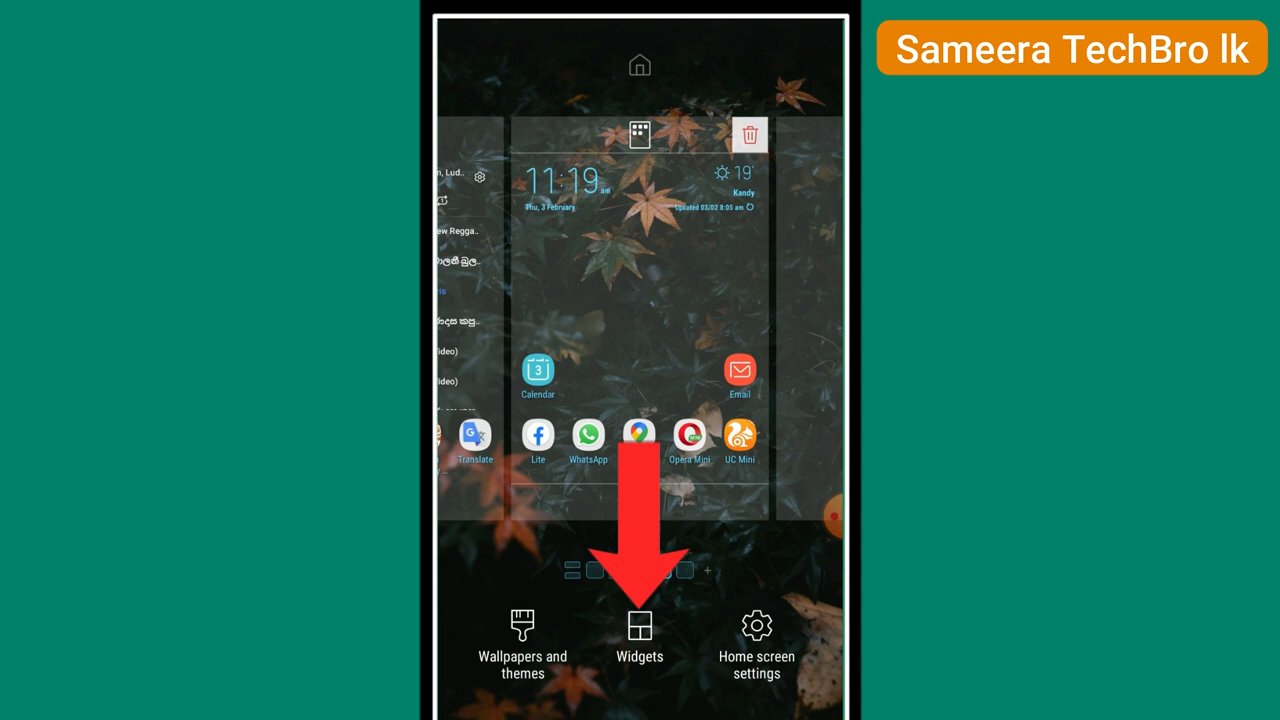 Sameera TechBro lk
m, Lud..
ew Regga..
ris
ideo)
ideo)
Translate
11:19 am
Thu, 3 February
19°
Kandy
Updated 03/02 8:05 am
3
Calendar
Email
Lite
WhatsApp
Opera Mini
UC Mini
Wallpapers and
themes
Widgets
Home screen
settings